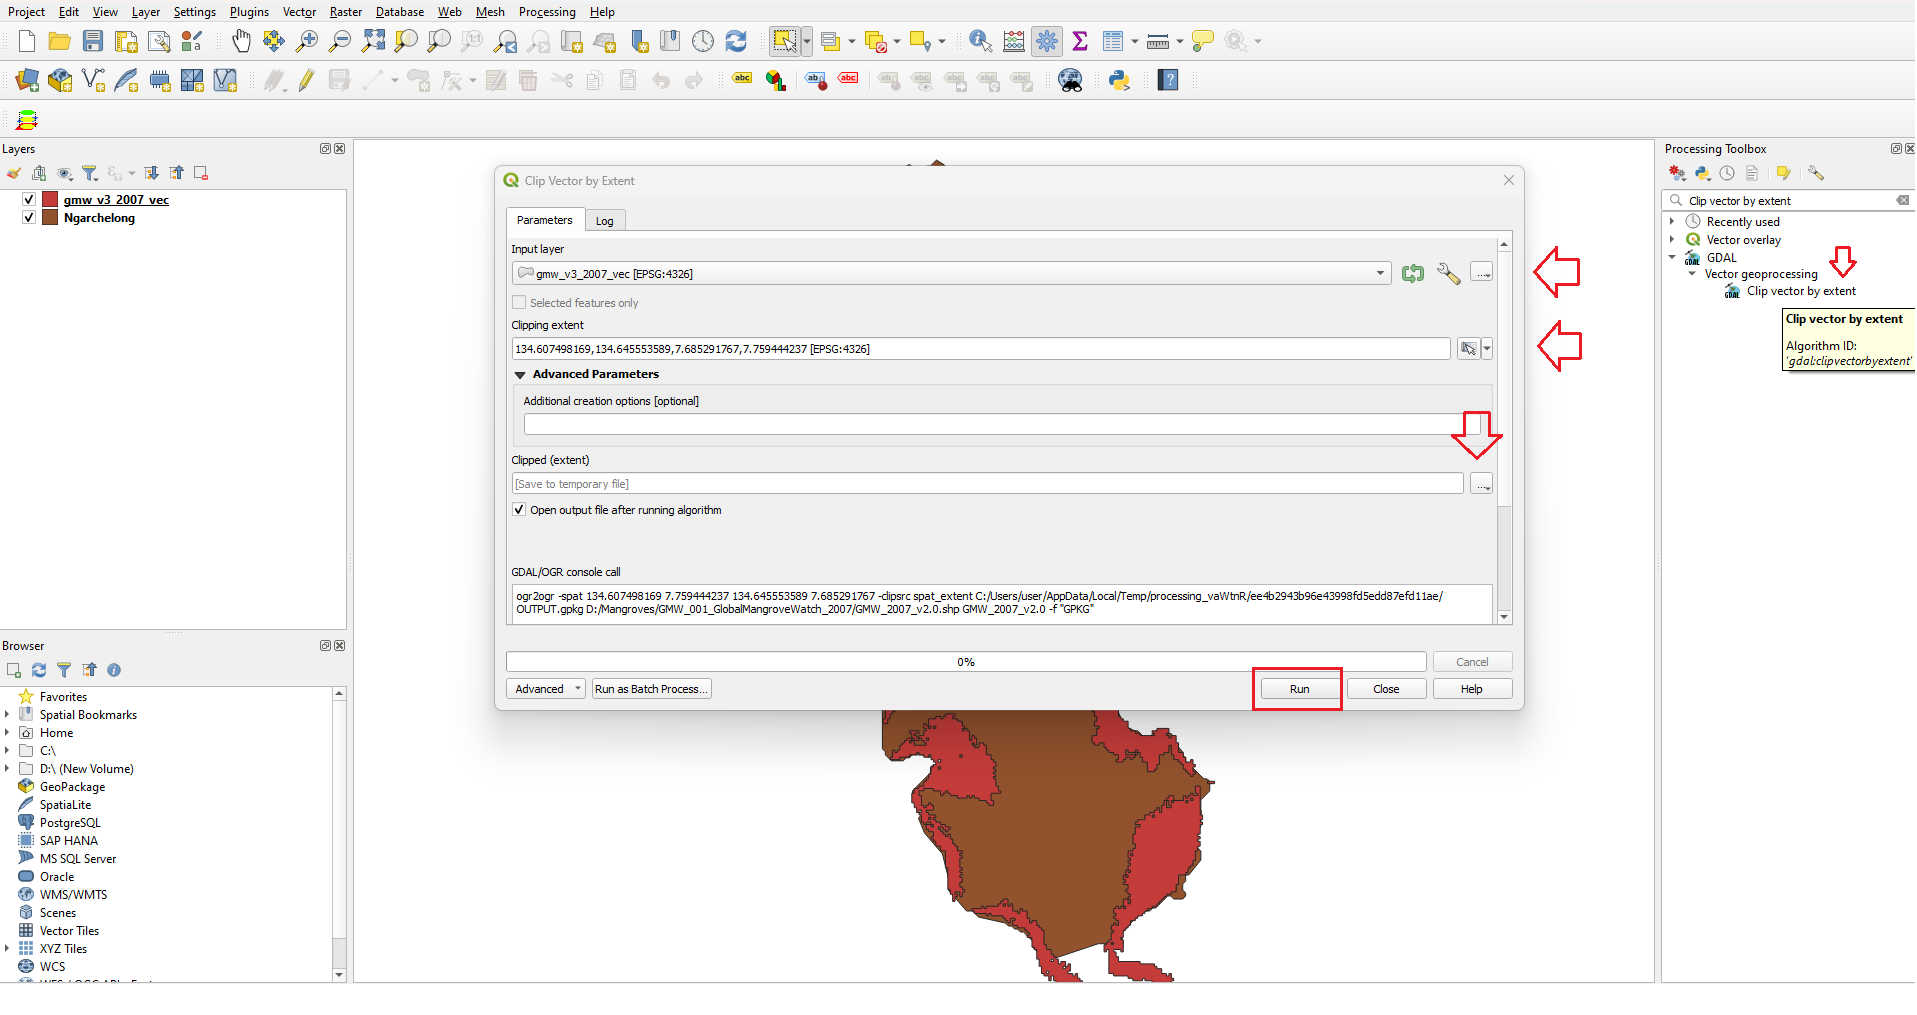 Project Edit View Layer Settings Plugins Vector Raster Database Web Mesh Processing Help
abc
abc
abc
Layers
gmw_v3_2007_vec
Ngarchelong
Clip Vector by Extent
Parameters Log
Input layer
gmw_v3_2007_vec [EPSG:4326]
Selected features only
Clipping extent
134.607498169,134.645553589,7.685291767,7.759444237 [EPSG:4326]
Advanced Parameters
Additional creation options [optional]
Clipped (extent)
[Save to temporary file]
Open output file after running algorithm
GDAL/OGR console call
ogr2ogr -spat 134.607498169 7.759444237 134.645553589 7.685291767 -clipsrc spat_extent C:/Users/user/AppData/Local/Temp/processing_vaWtnR/ee4b2943b96e43998fd5edd87efd11ae/
OUTPUT.gpkg D:/Mangroves/GMW_001_GlobalMangroveWatch_2007/GMW_2007_v2.0.shp GMW_2007_v2.0 -f "GPKG"
0%
Cancel
Advanced Run as Batch Process... Run Close Help
Processing Toolbox
Clip vector by extent
Recently used
Vector overlay
GDAL
Vector geoprocessing
Clip vector by extent
Clip vector by extent
Algorithm ID:
'gdal:clipvectorbyextent'
Browser
Favorites
Spatial Bookmarks
Home
C:\
D:\ (New Volume)
GeoPackage
SpatiaLite
PostgreSQL
SAP HANA
MS SQL Server
Oracle
WMS/WMTS
Scenes
Vector Tiles
XYZ Tiles
WCS